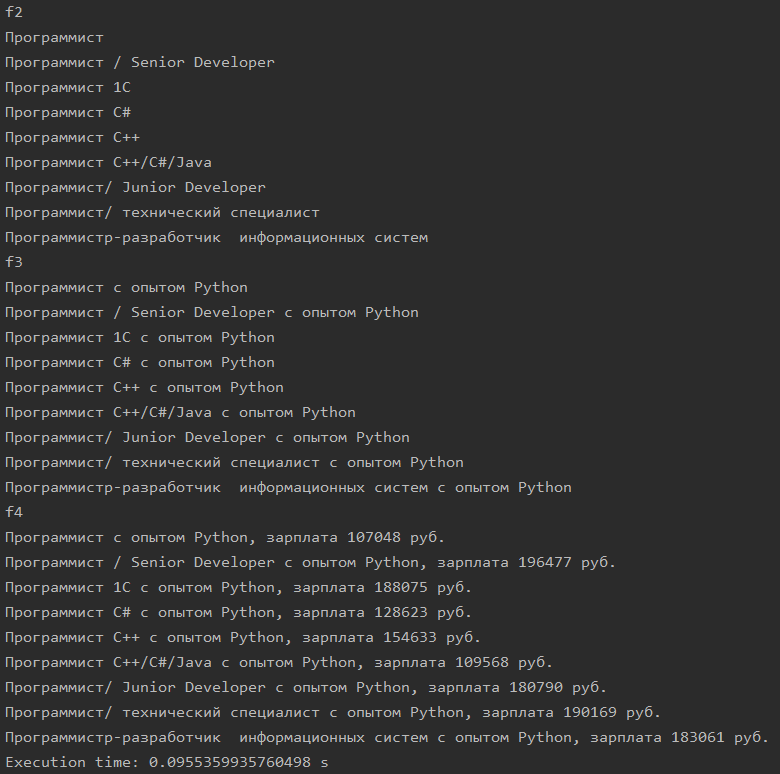 f2
Программист
Программист / Senior Developer
Программист 1C
Программист C#
Программист C++
Программист C++/C#/Java
Программист/ Junior Developer
Программист/ технический специалист
Программистр-разработчик  информационных систем
f3
Программист с опытом Python
Программист / Senior Developer с опытом Python
Программист 1C с опытом Python
Программист C# с опытом Python
Программист C++ с опытом Python
Программист C++/C#/Java с опытом Python
Программист/ Junior Developer с опытом Python
Программист/ технический специалист с опытом Python
Программистр-разработчик  информационных систем с опытом Python
f4
Программист с опытом Python, зарплата 107048 руб.
Программист / Senior Developer с опытом Python, зарплата 196477 руб.
Программист 1C с опытом Python, зарплата 188075 руб.
Программист C# с опытом Python, зарплата 128623 руб.
Программист C++ с опытом Python, зарплата 154633 руб.
Программист C++/C#/Java с опытом Python, зарплата 109568 руб.
Программист/ Junior Developer с опытом Python, зарплата 180790 руб.
Программист/ технический специалист с опытом Python, зарплата 190169 руб.
Программистр-разработчик  информационных систем с опытом Python, зарплата 183061 руб.
Execution time: 0.0955359935760498 s